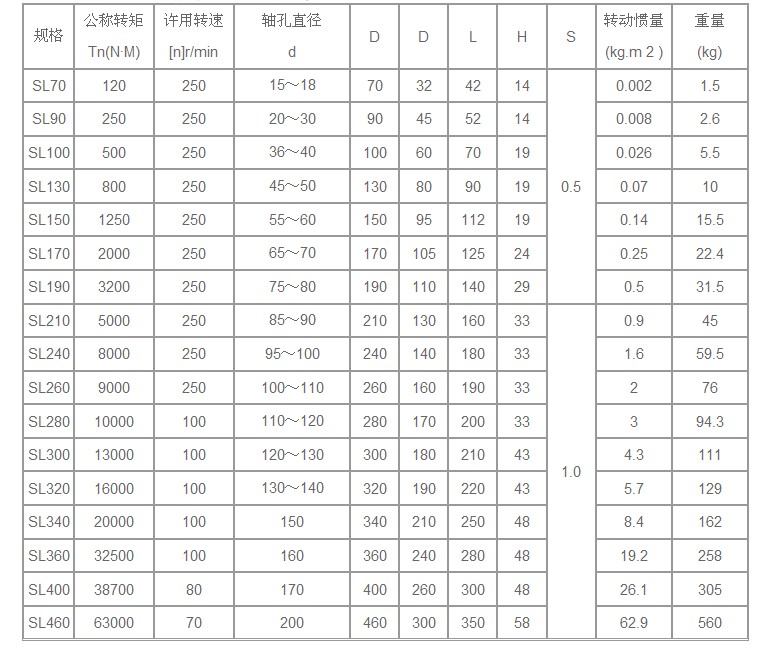 规格 公称转矩 许用转速 轴孔直径 D D L H S 转动惯量 重量
Tn(N·M) [n]r/min d (kg.m 2 ) (kg)
SL70 120 250 15～18 70 32 42 14 0.002 1.5
SL90 250 250 20～30 90 45 52 14 0.008 2.6
SL100 500 250 36～40 100 60 70 19 0.026 5.5
SL130 800 250 45～50 130 80 90 19 0.5 0.07 10
SL150 1250 250 55～60 150 95 112 19 0.14 15.5
SL170 2000 250 65～70 170 105 125 24 0.25 22.4
SL190 3200 250 75～80 190 110 140 29 0.5 31.5
SL210 5000 250 85～90 210 130 160 33 0.9 45
SL240 8000 250 95～100 240 140 180 33 1.6 59.5
SL260 9000 250 100～110 260 160 190 33 2 76
SL280 10000 100 110～120 280 170 200 33 3 94.3
SL300 13000 100 120～130 300 180 210 43 4.3 111
SL320 16000 100 130～140 320 190 220 43 1.0 5.7 129
SL340 20000 100 150 340 210 250 48 8.4 162
SL360 32500 100 160 360 240 280 48 19.2 258
SL400 38700 80 170 400 260 300 48 26.1 305
SL460 63000 70 200 460 300 350 58 62.9 560